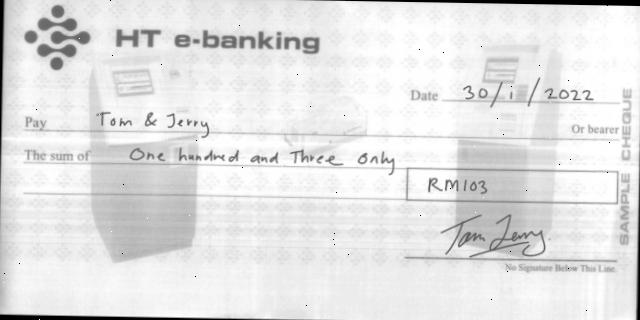 HT e-banking
Date 30/1/2022
Pay Tom & Jerry
Or bearer
The sum of One hundred and Three only
RM103
Tom Jerry
No Signature Below This Line.
SAMPLE CHEQUE